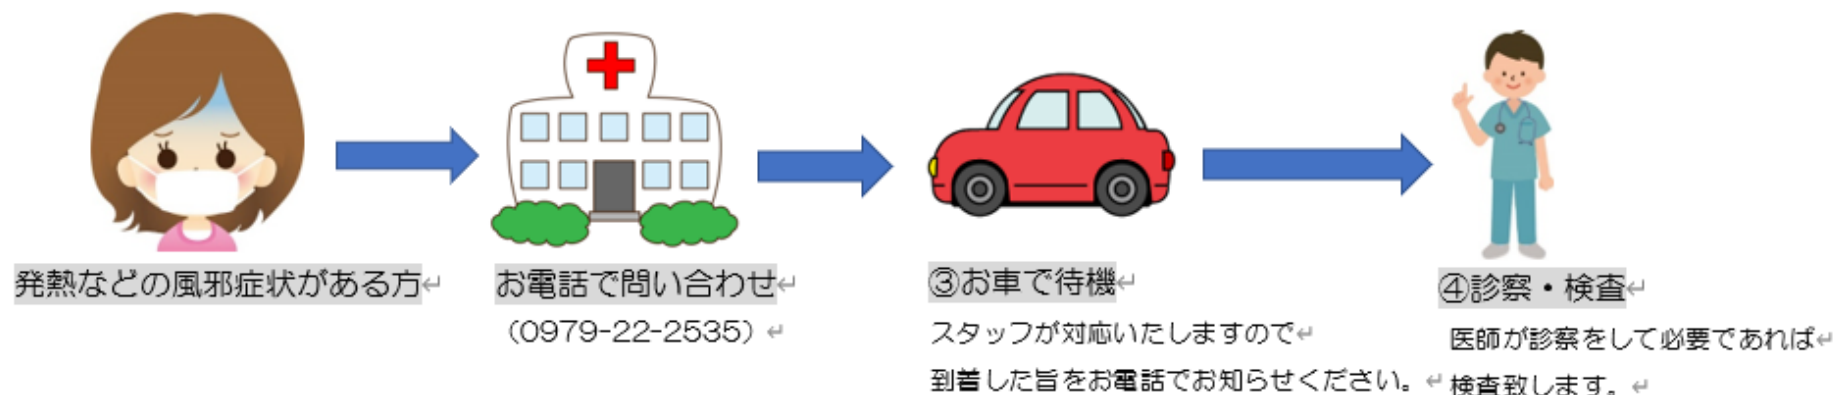 発熱などの風邪症状がある方↵
お電話で問い合わせ↵
（0979-22-2535）↵
③お車で待機↵
スタッフが対応いたしますので↵
到着した旨をお電話でお知らせください。↵
④診察・検査↵
医師が診察をして必要であれば↵
検査致します。↵